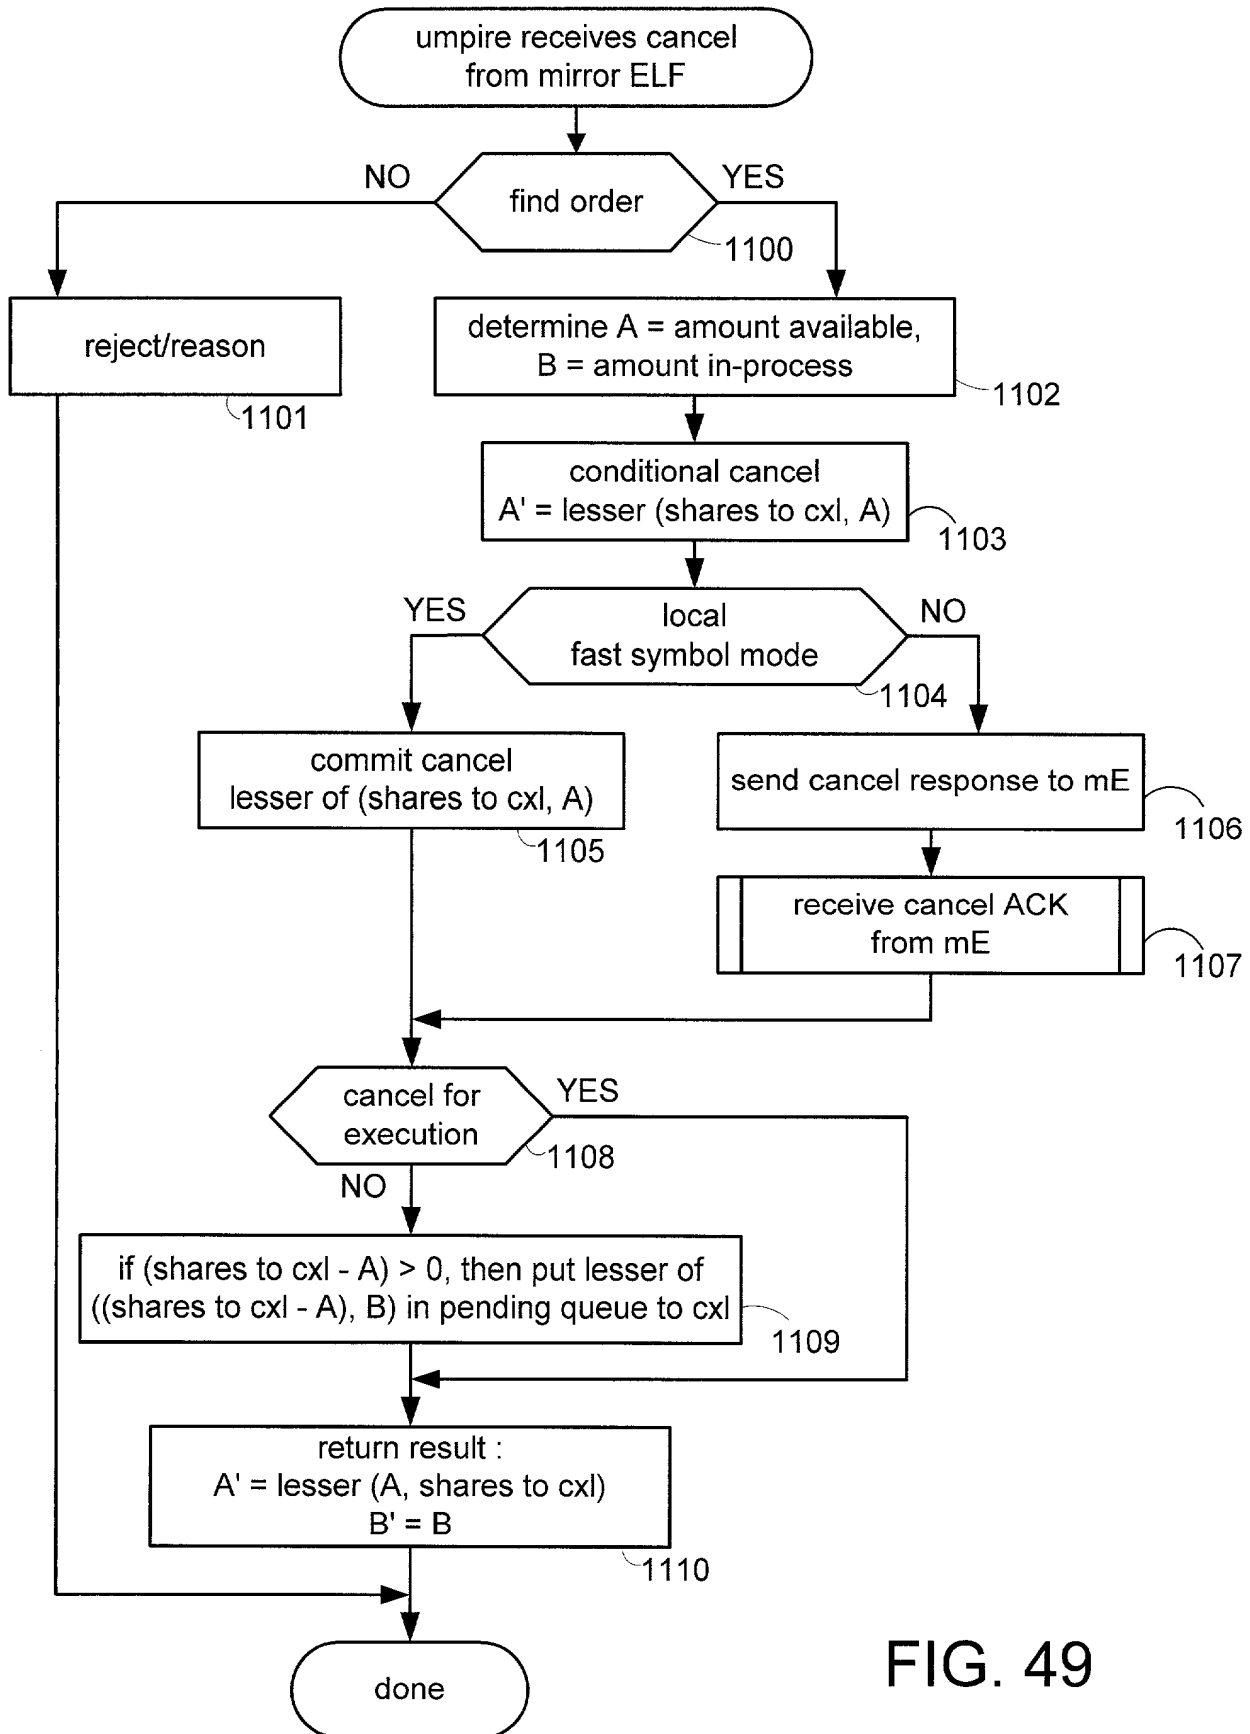 umpire receives cancel
from mirror ELF
NO
YES
find order
1100
reject/reason
1101
determine A = amount available,
B = amount in-process
1102
conditional cancel
A' = lesser (shares to cxl, A)
1103
YES
NO
local
fast symbol mode
1104
commit cancel
lesser of (shares to cxl, A)
1105
send cancel response to mE
1106
receive cancel ACK
from mE
1107
cancel for
execution
YES
1108
NO
if (shares to cxl - A) > 0, then put lesser of
((shares to cxl - A), B) in pending queue to cxl
1109
return result :
A' = lesser (A, shares to cxl)
B' = B
1110
done
FIG. 49